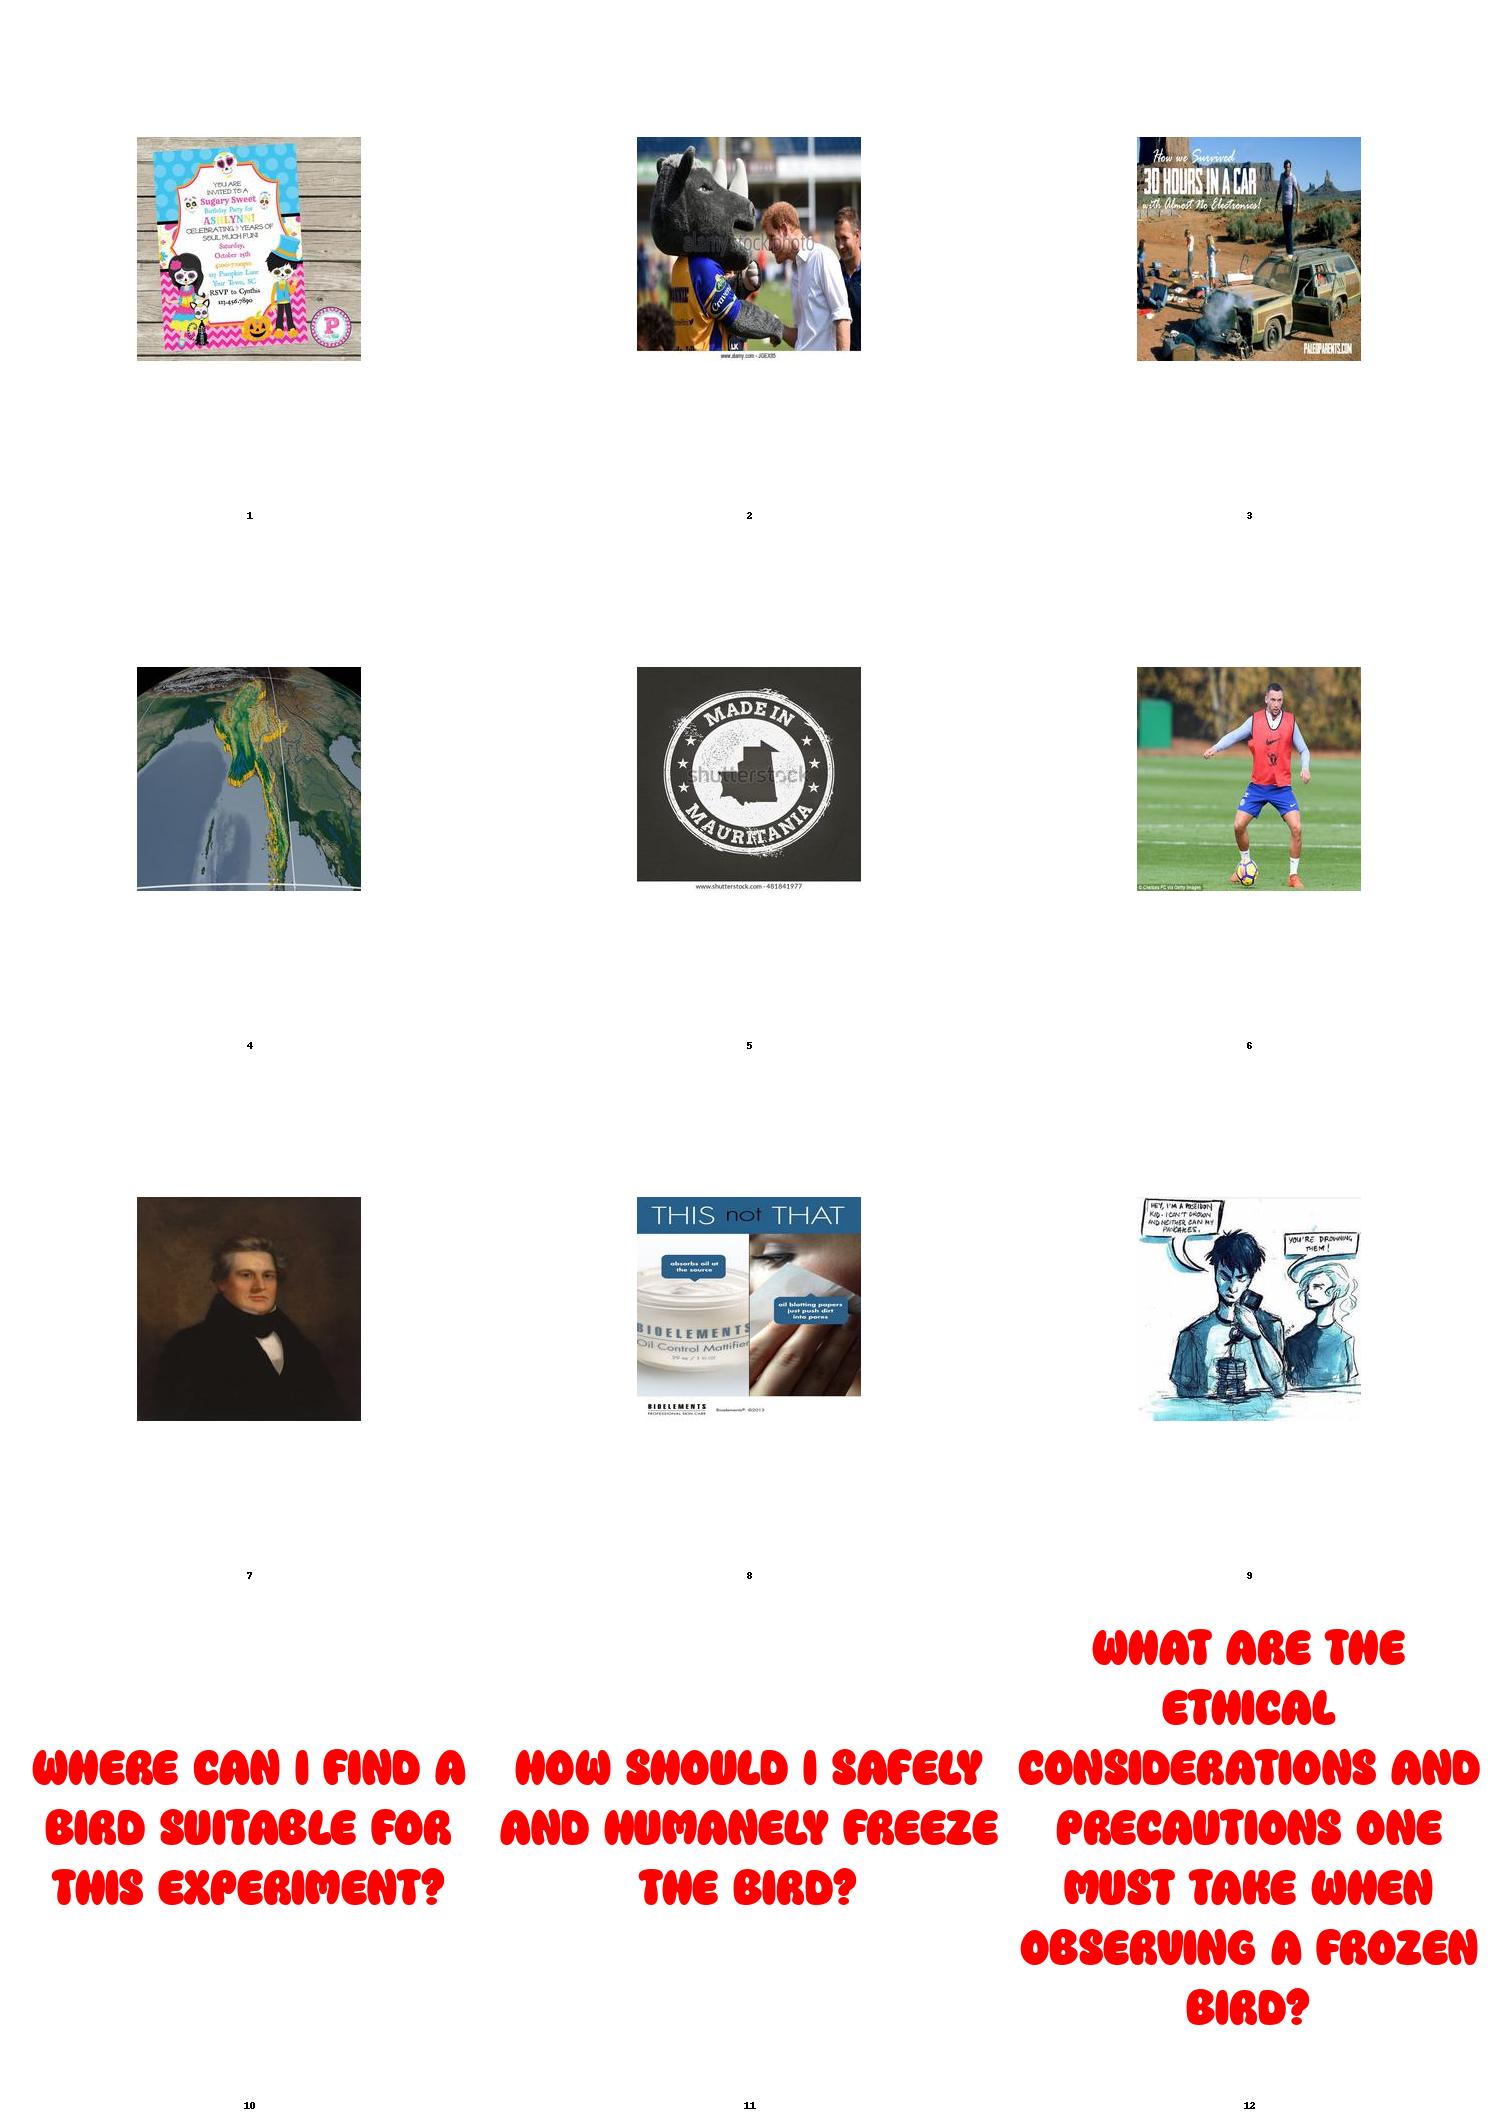 YOU ARE
INVITED TO A
Sugary Sweet
Birthday Party for
ASHLYNN!
CELEBRATING 9 YEARS OF
SOUL MUCH FUN!
Saturday,
October 25th
4:00-7:00pm
123 Pumpkin Lane
Your Town, SC
RSVP to Cynthia
123.456.7890
P
alamy stock photo
www.alamy.com - JGEX85
How we Survived
30 HOURS IN A CAR
with Almost No Electronics!
PALEOPARENTS.COM
1
2
3
MADE IN
shutterstock
MAURITANIA
www.shutterstock.com · 481841977
© Chelsea FC via Getty Images
4
5
6
THIS not THAT
absorbs oil at
the source
oil blotting papers
just push dirt
into pores
BIOELEMENTS
Oil Control Mattifier
BIOELEMENTS
PROFESSIONAL SKIN CARE
Bioelements® ©2013
HEY, I'M A POSEIDON
KID. I CAN'T DROWN
AND NEITHER CAN MY
PANCAKES.
YOU'RE DROWNING
THEM!
7
8
9
WHERE CAN I FIND A
BIRD SUITABLE FOR
THIS EXPERIMENT?
HOW SHOULD I SAFELY
AND HUMANELY FREEZE
THE BIRD?
WHAT ARE THE
ETHICAL
CONSIDERATIONS AND
PRECAUTIONS ONE
MUST TAKE WHEN
OBSERVING A FROZEN
BIRD?
10
11
12